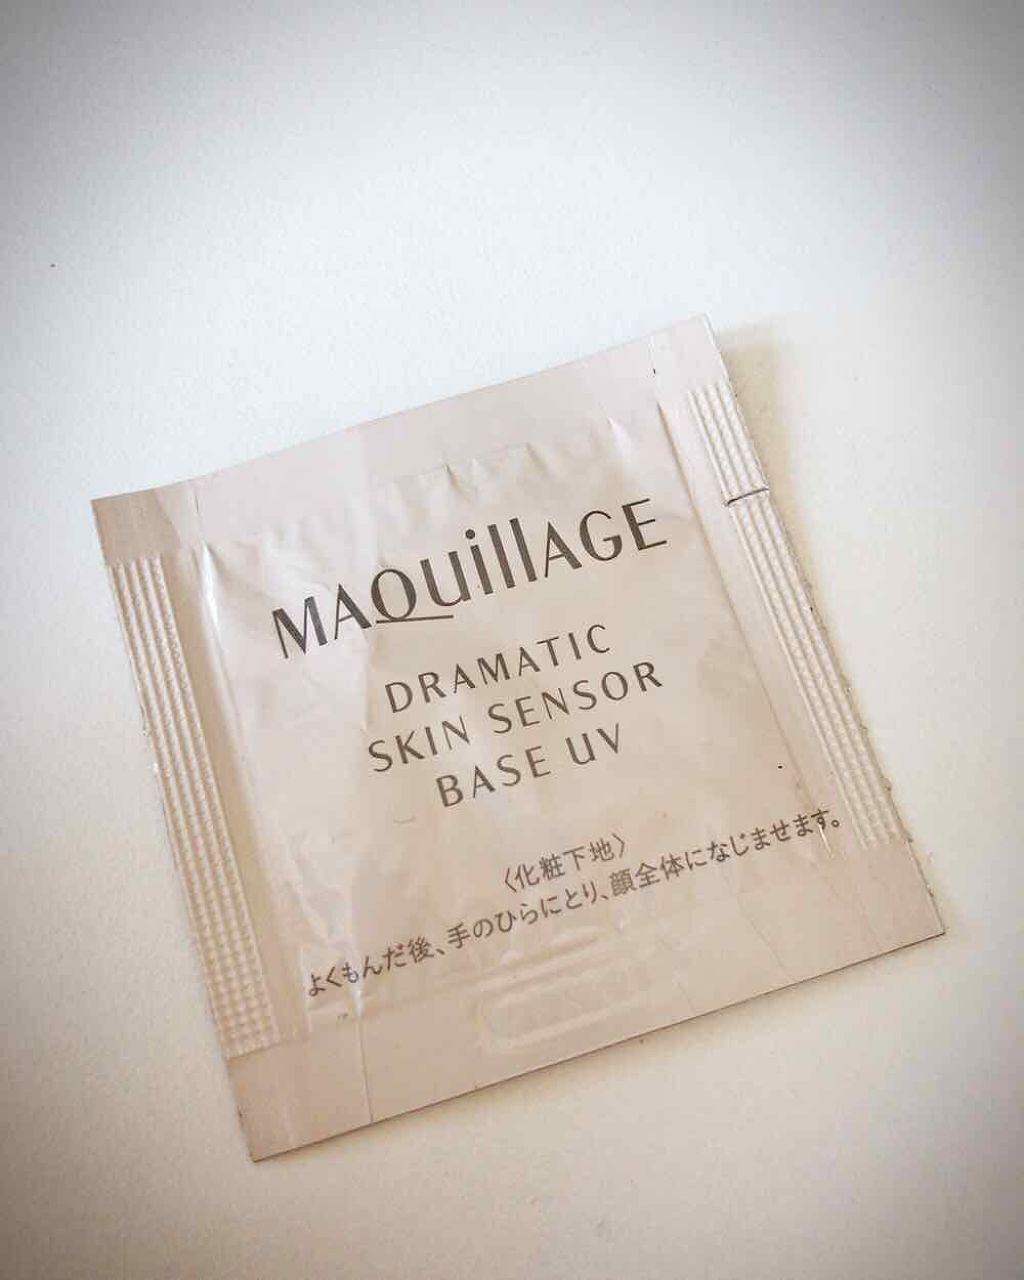 MAQuillAGE
DRAMATIC
SKIN SENSOR
BASE UV
〈化粧下地〉
よくもんだ後、手のひらにとり、顔全体になじませます。